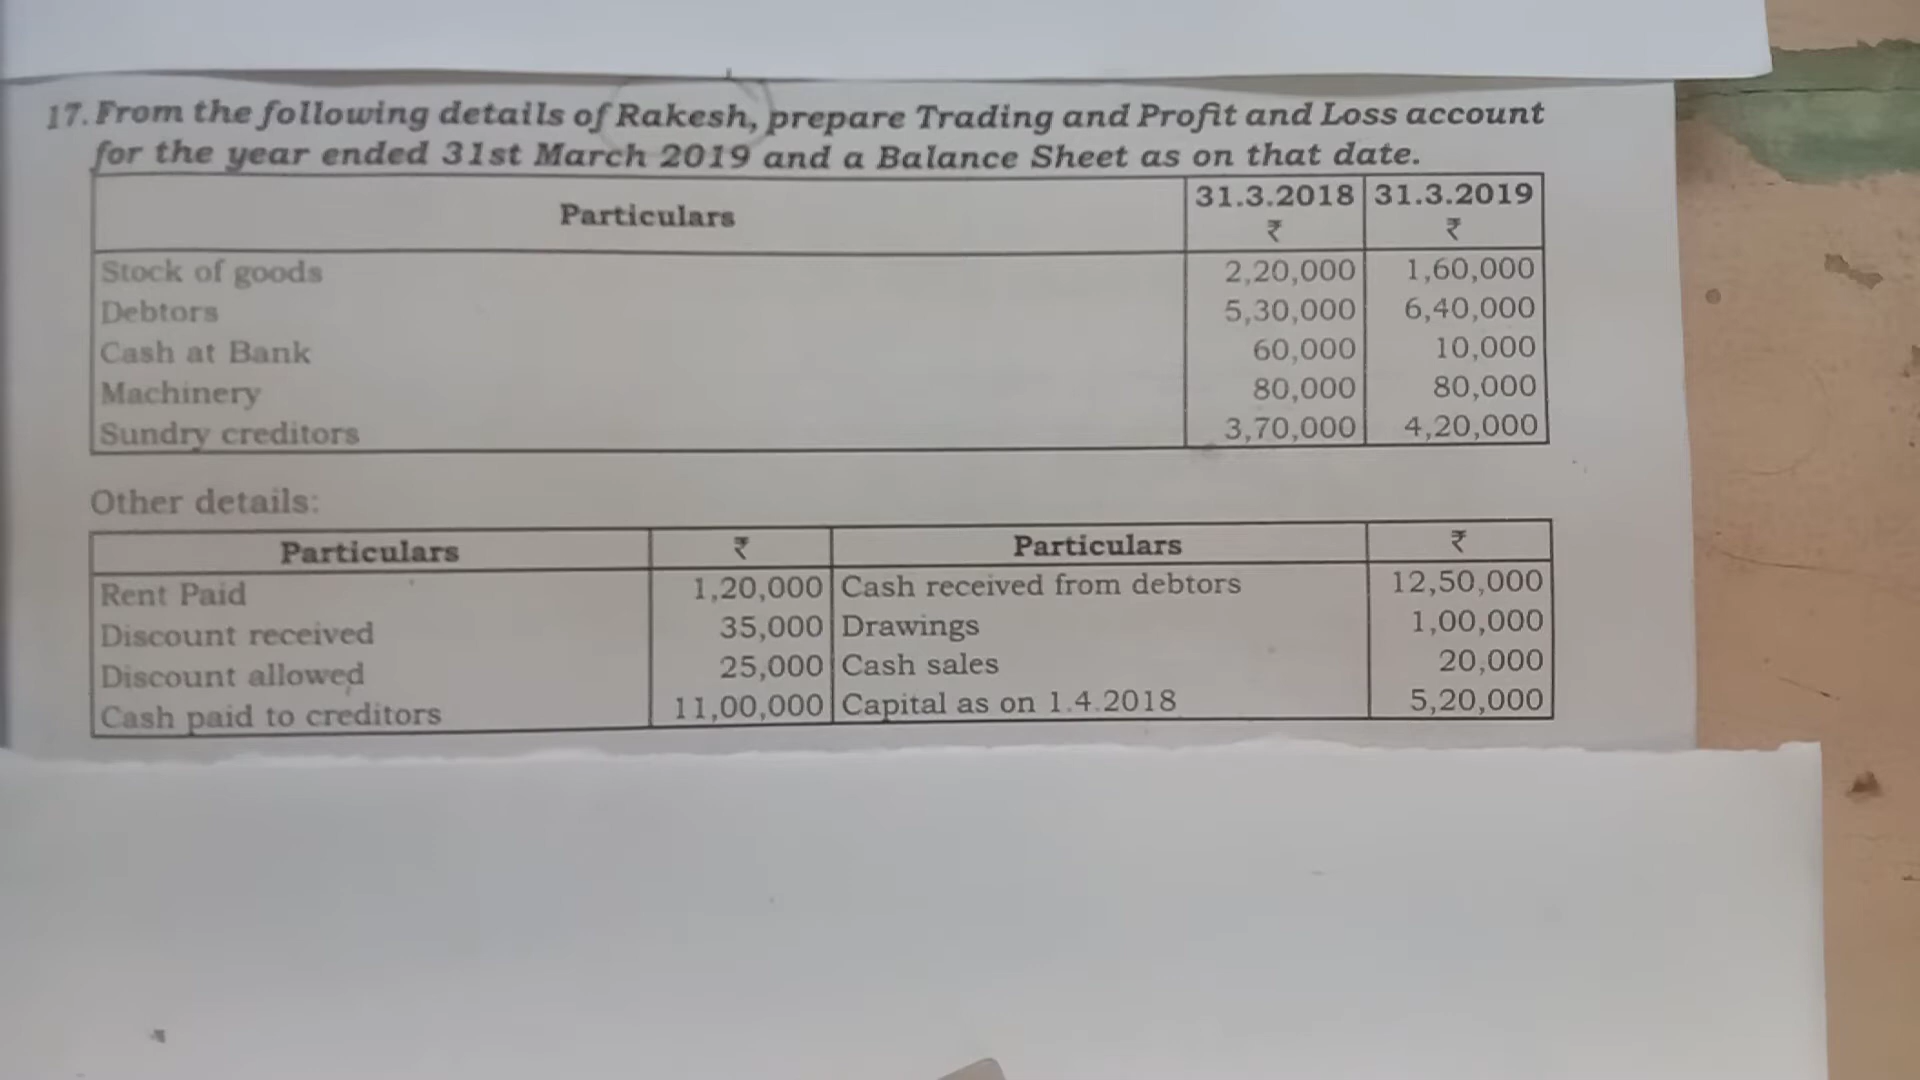 17. From the following details of Rakesh, prepare Trading and Profit and Loss account
for the year ended 31st March 2019 and a Balance Sheet as on that date.
Particulars 31.3.2018 ₹ 31.3.2019 ₹
Stock of goods 2,20,000 1,60,000
Debtors 5,30,000 6,40,000
Cash at Bank 60,000 10,000
Machinery 80,000 80,000
Sundry creditors 3,70,000 4,20,000
Other details:
Particulars ₹ Particulars ₹
Rent Paid 1,20,000 Cash received from debtors 12,50,000
Discount received 35,000 Drawings 1,00,000
Discount allowed 25,000 Cash sales 20,000
Cash paid to creditors 11,00,000 Capital as on 1.4.2018 5,20,000